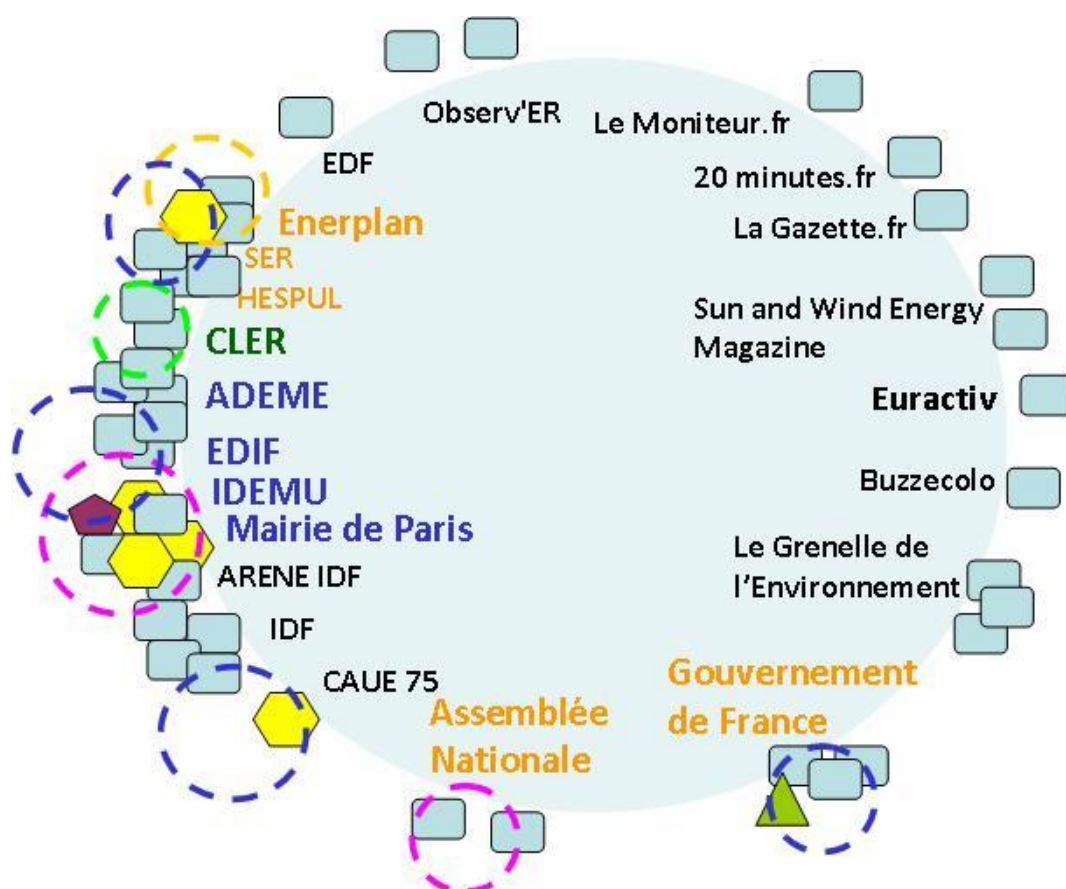 Observ'ER
Le Moniteur.fr
EDF
20 minutes.fr
Enerplan
La Gazette.fr
SER
HESPUL
Sun and Wind Energy
Magazine
CLER
ADEME
Euractiv
EDIF
IDEMU
Buzzecolo
Mairie de Paris
Le Grenelle de
l'Environnement
ARENE IDF
IDF
CAUE 75
Gouvernement
de France
Assemblée
Nationale